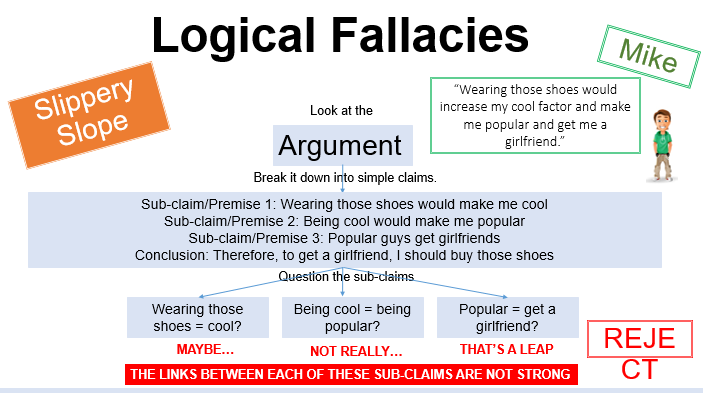 Logical Fallacies
Slippery
Slope
Mike
“Wearing those shoes would
increase my cool factor and make
me popular and get me a
girlfriend.”
Look at the
Argument
Break it down into simple claims.
Sub-claim/Premise 1: Wearing those shoes would make me cool
Sub-claim/Premise 2: Being cool would make me popular
Sub-claim/Premise 3: Popular guys get girlfriends
Conclusion: Therefore, to get a girlfriend, I should buy those shoes
Question the sub-claims
Wearing those
shoes = cool?
Being cool = being
popular?
Popular = get a
girlfriend?
MAYBE…
NOT REALLY…
THAT’S A LEAP
THE LINKS BETWEEN EACH OF THESE SUB-CLAIMS ARE NOT STRONG
REJE
CT